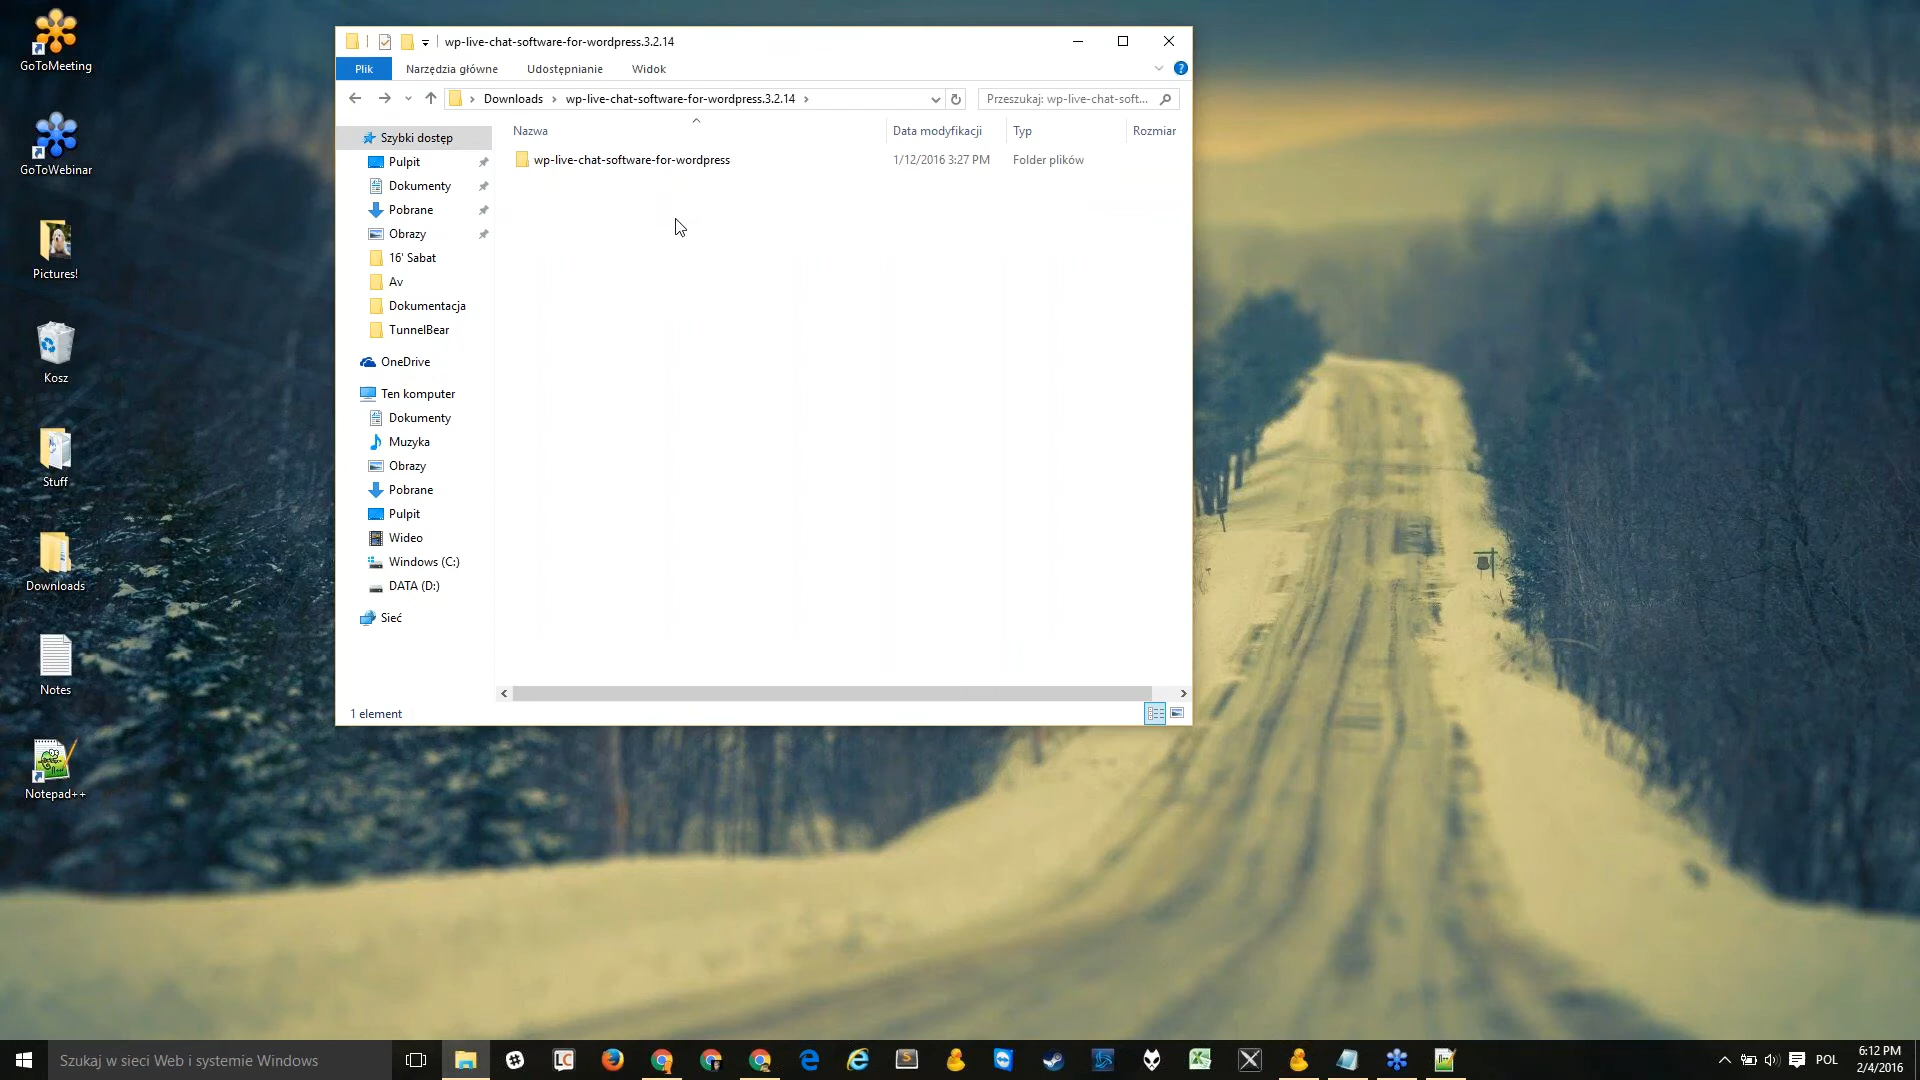 GoToMeeting
GoToWebinar
Pictures!
Kosz
Stuff
Downloads
Notes
Notepad++
wp-live-chat-software-for-wordpress.3.2.14
Plik
Narzędzia główne
Udostępnianie
Widok
Downloads
wp-live-chat-software-for-wordpress.3.2.14
Przeszukaj: wp-live-chat-soft...
Szybki dostęp
Pulpit
Dokumenty
Pobrane
Obrazy
16' Sabat
Av
Dokumentacja
TunnelBear
OneDrive
Ten komputer
Dokumenty
Muzyka
Obrazy
Pobrane
Pulpit
Wideo
Windows (C:)
DATA (D:)
Sieć
Nazwa
Data modyfikacji
Typ
Rozmiar
wp-live-chat-software-for-wordpress
1/12/2016 3:27 PM
Folder plików
1 element
Szukaj w sieci Web i systemie Windows
LC
POL
6:12 PM
2/4/2016